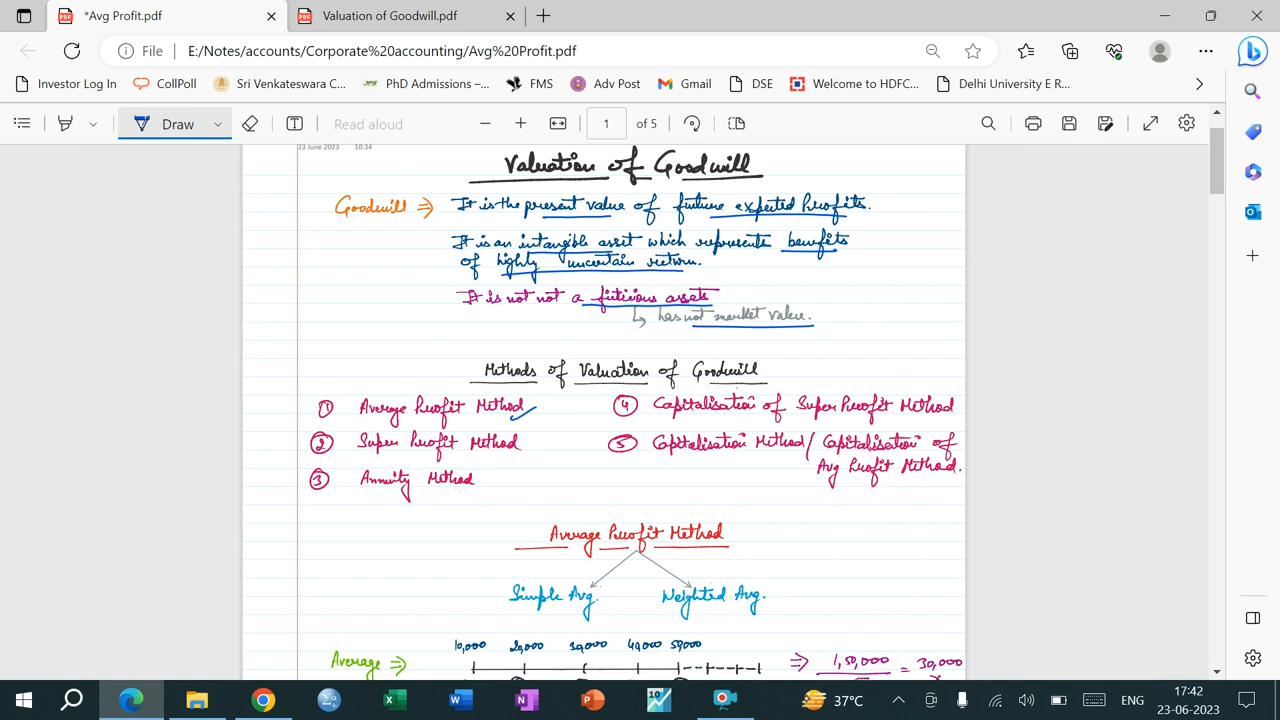 *Avg Profit.pdf
Valuation of Goodwill.pdf
File
E:/Notes/accounts/Corporate%20accounting/Avg%20Profit.pdf
Investor Log In
CollPoll
Sri Venkateswara C...
PhD Admissions –...
FMS
Adv Post
Gmail
DSE
Welcome to HDFC...
Delhi University E R...
Draw
Read aloud
1 of 5
23 June 2023 10:34
Valuation of Goodwill
Goodwill ⇒ It is the present value of future expected Profits.
It is an intangible asset which represents benefits
of highly uncertain return.
It is not not a ficticious assets
↳ has not market value.
Methods of Valuation of Goodwill
① Average Profit Method
④ Capitalisation of Super Profit Method
② Super Profit Method
⑤ Capitalisation Method / Capitalisation of
Avg Profit Method.
③ Annuity Method
Average Profit Method
Simple Avg.
Weighted Avg.
10,000 20,000 30,000 40,000 50,000
Average ⇒
⇒ 1,50,000 = 30,000
37°C
ENG
17:42
23-06-2023